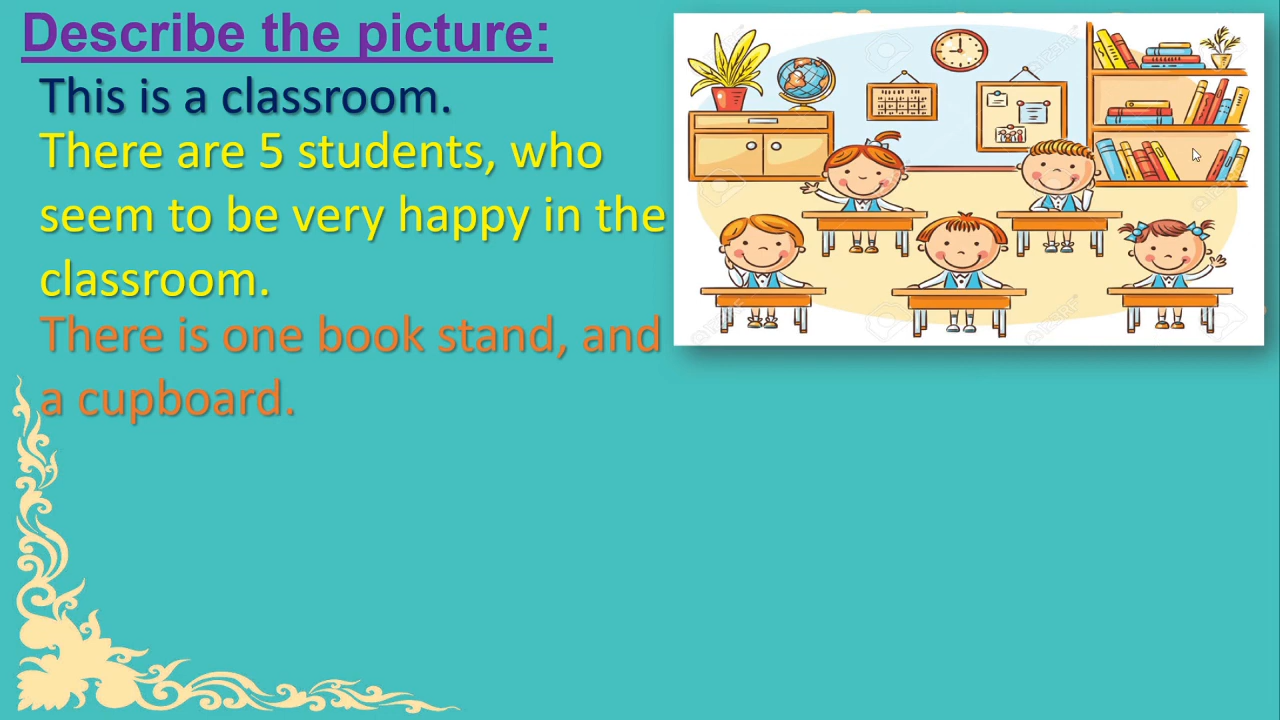 Describe the picture:
This is a classroom.
There are 5 students, who
seem to be very happy in the
classroom.
There is one book stand, and
a cupboard.